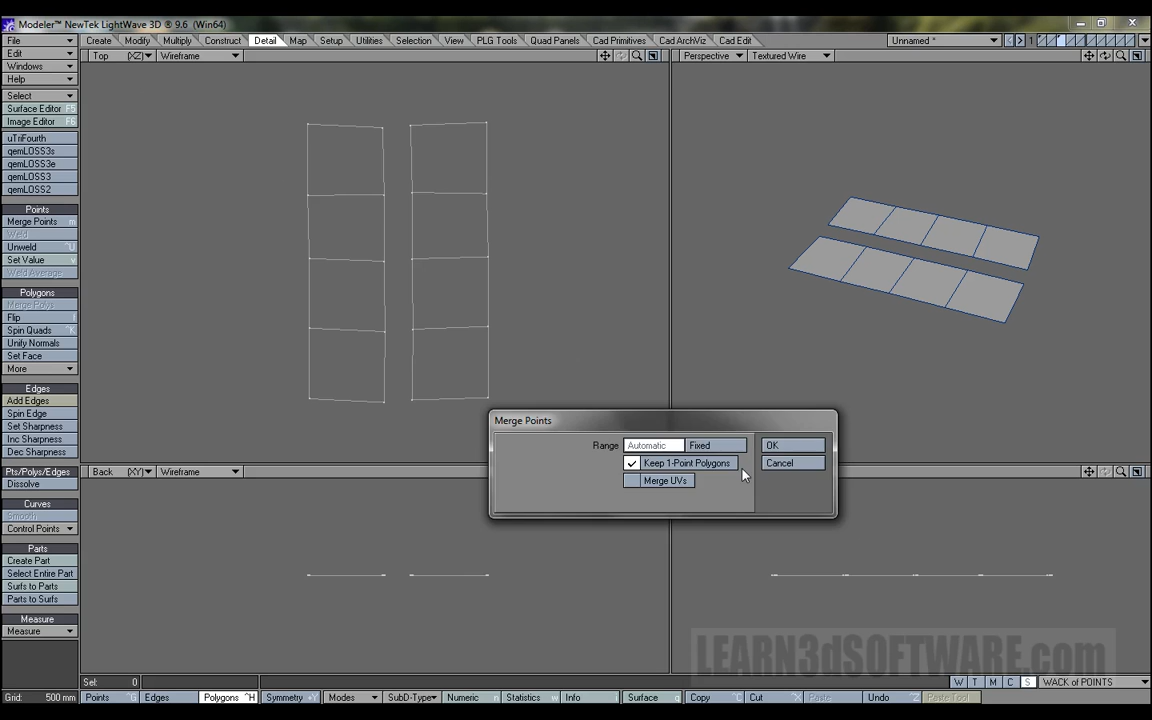 Modeler™ NewTek LightWave 3D ® 9.6 (Win64)
File
Create Modify Multiply Construct Detail Map Setup Utilities Selection View PLG Tools Quad Panels Cad Primitives Cad ArchViz Cad Edit
Unnamed * 1
Edit
Top (XZ) Wireframe
Perspective Textured Wire
Windows
Help
Select
Surface Editor F5
Image Editor F6
uTriFourth
qemLOSS3s
qemLOSS3e
qemLOSS3
qemLOSS2
Points
Merge Points m
Weld
Unweld ^U
Set Value v
Weld Average
Polygons
Merge Polys
Flip f
Spin Quads ^K
Unify Normals
Set Face
More
Edges
Add Edges
Spin Edge
Set Sharpness
Inc Sharpness
Dec Sharpness
Merge Points
Range Automatic Fixed OK
Keep 1-Point Polygons Cancel
Merge UVs
Pts/Polys/Edges
Back (XY) Wireframe
Dissolve
Curves
Smooth
Control Points
Parts
Create Part
Select Entire Part
Surfs to Parts
Parts to Surfs
Measure
Measure
LEARN3dSOFTWARE.com
Sel: 0
W T M C S WACK of POINTS
Grid: 500 mm
Points ^G Edges Polygons ^H Symmetry +Y Modes SubD-Type Numeric n Statistics w Info i Surface q Copy ^C Cut ^X Paste Undo ^Z Paste Tool